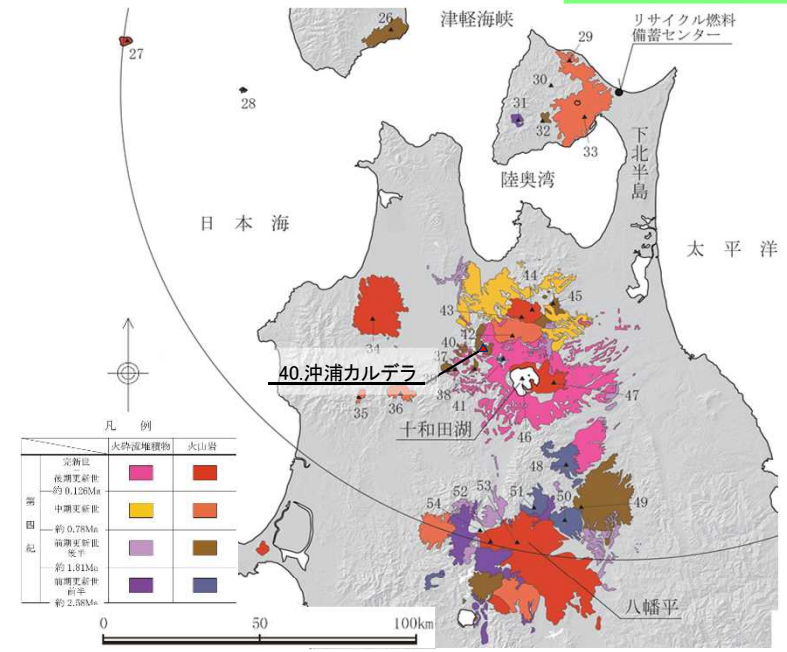 津軽海峡
リサイクル燃料
備蓄センター
26
27
28
29
30
31
32
33
下北半島
陸奥湾
日本海
太平洋
44
45
43
42
40
37
34
40.沖浦カルデラ
39
38
41
35
36
47
46
十和田湖
凡例
火砕流堆積物
火山岩
第四紀
完新世
後期更新世
約0.126Ma
中期更新世
約0.78Ma
前期更新世
後半
約1.81Ma
前期更新世
前半
約2.58Ma
48
49
50
51
52
53
54
八幡平
0
50
100km